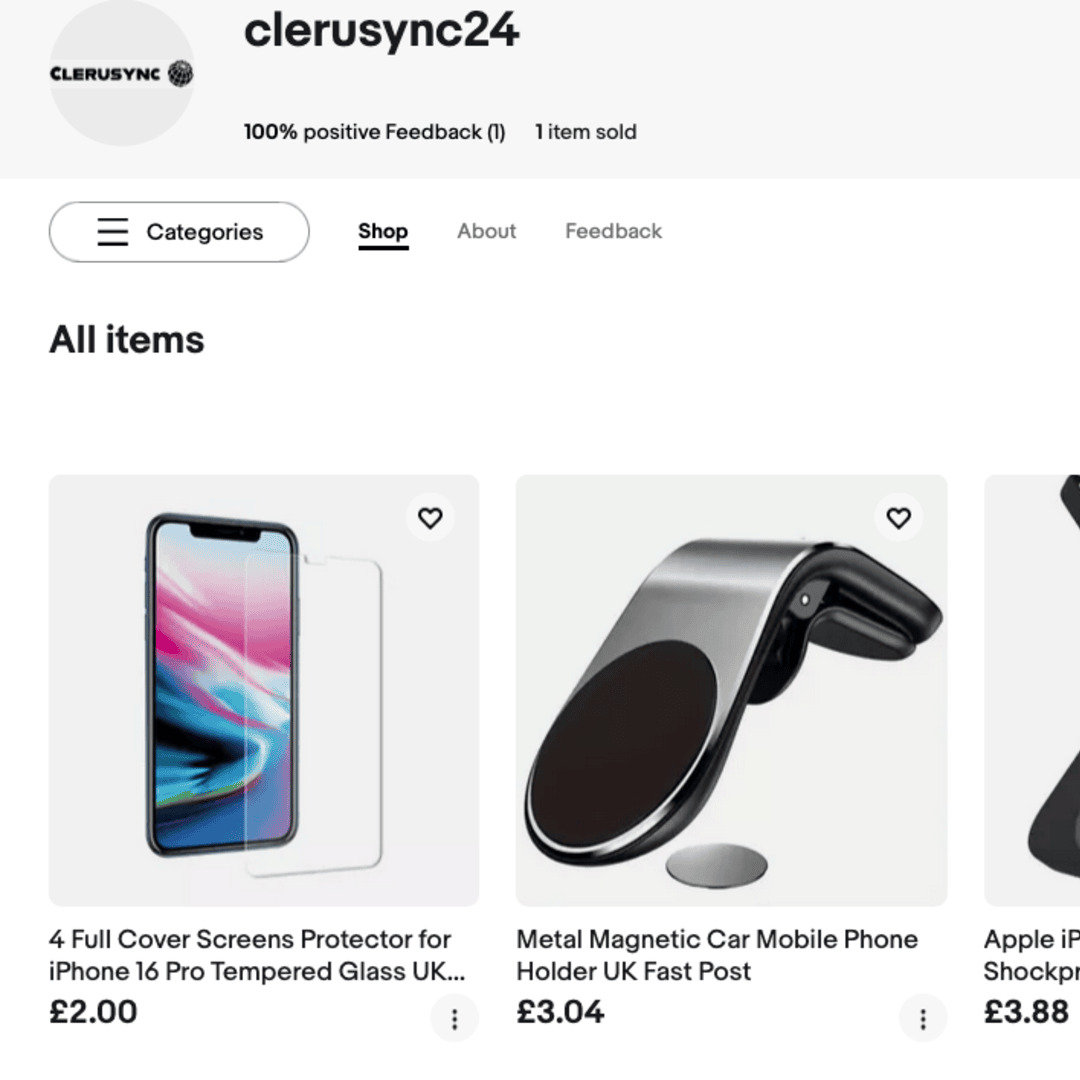 clerusync24
CLERUSYNC
100% positive Feedback (1) 1 item sold
Categories
Shop About Feedback
All items
4 Full Cover Screens Protector for
iPhone 16 Pro Tempered Glass UK...
£2.00
Metal Magnetic Car Mobile Phone
Holder UK Fast Post
£3.04
Apple iP
Shockpr
£3.88